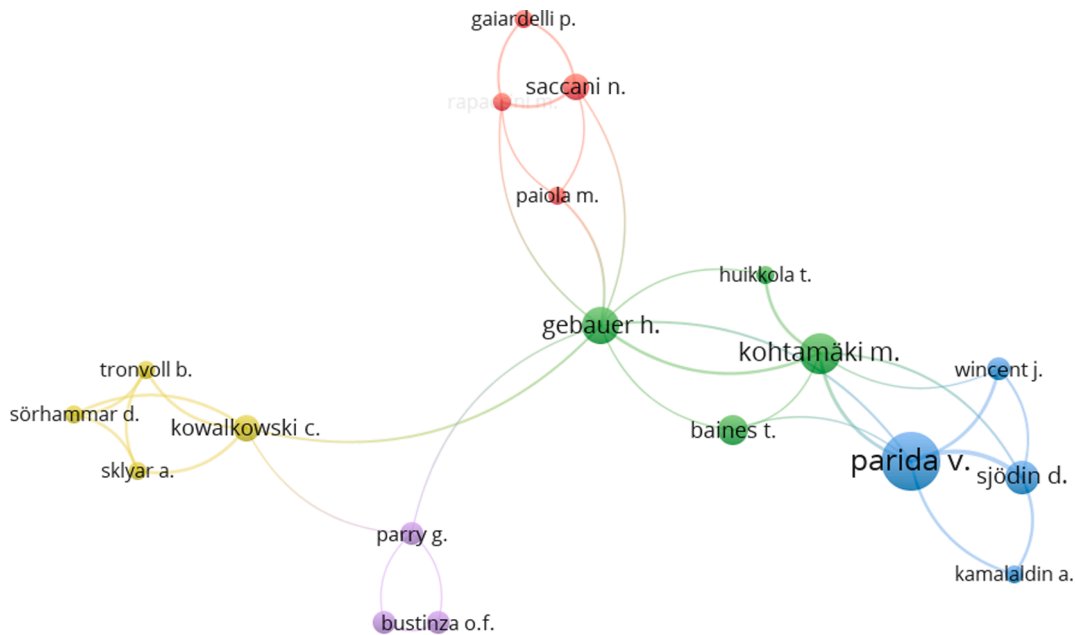 gaiardelli p.
saccani n.
paiola m.
huikkola t.
gebauer h.
kohtamäki m.
tronvoll b.
wincent j.
sörhammar d.
kowalkowski c.
baines t.
parida v.
sklyar a.
sjödin d.
parry g.
kamalaldin a.
bustinza o.f.